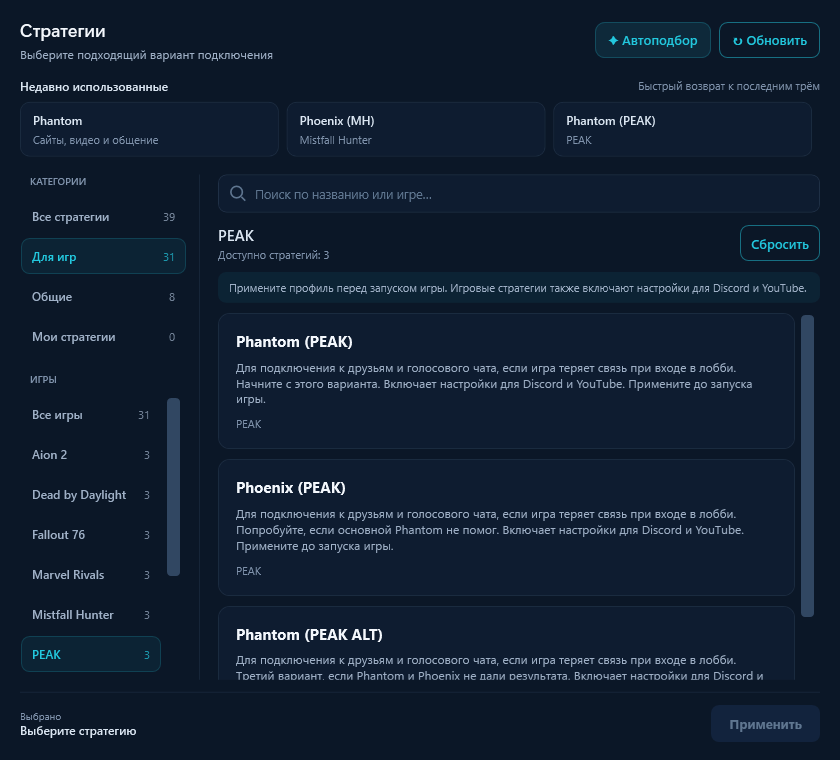 Стратегии
Выберите подходящий вариант подключения
✦ Автоподбор
↻ Обновить
Недавно использованные
Быстрый возврат к последним трём
Phantom
Сайты, видео и общение
Phoenix (MH)
Mistfall Hunter
Phantom (PEAK)
PEAK
КАТЕГОРИИ
Все стратегии 39
Для игр 31
Общие 8
Мои стратегии 0
ИГРЫ
Все игры 31
Aion 2 3
Dead by Daylight 3
Fallout 76 3
Marvel Rivals 3
Mistfall Hunter 3
PEAK 3
Поиск по названию или игре...
PEAK
Доступно стратегий: 3
Сбросить
Примените профиль перед запуском игры. Игровые стратегии также включают настройки для Discord и YouTube.
Phantom (PEAK)
Для подключения к друзьям и голосового чата, если игра теряет связь при входе в лобби.
Начните с этого варианта. Включает настройки для Discord и YouTube. Примените до запуска
игры.
PEAK
Phoenix (PEAK)
Для подключения к друзьям и голосового чата, если игра теряет связь при входе в лобби.
Попробуйте, если основной Phantom не помог. Включает настройки для Discord и YouTube.
Примените до запуска игры.
PEAK
Phantom (PEAK ALT)
Для подключения к друзьям и голосового чата, если игра теряет связь при входе в лобби.
Третий вариант, если Phantom и Phoenix не дали результата. Включает настройки для Discord и
Выбрано
Выберите стратегию
Применить